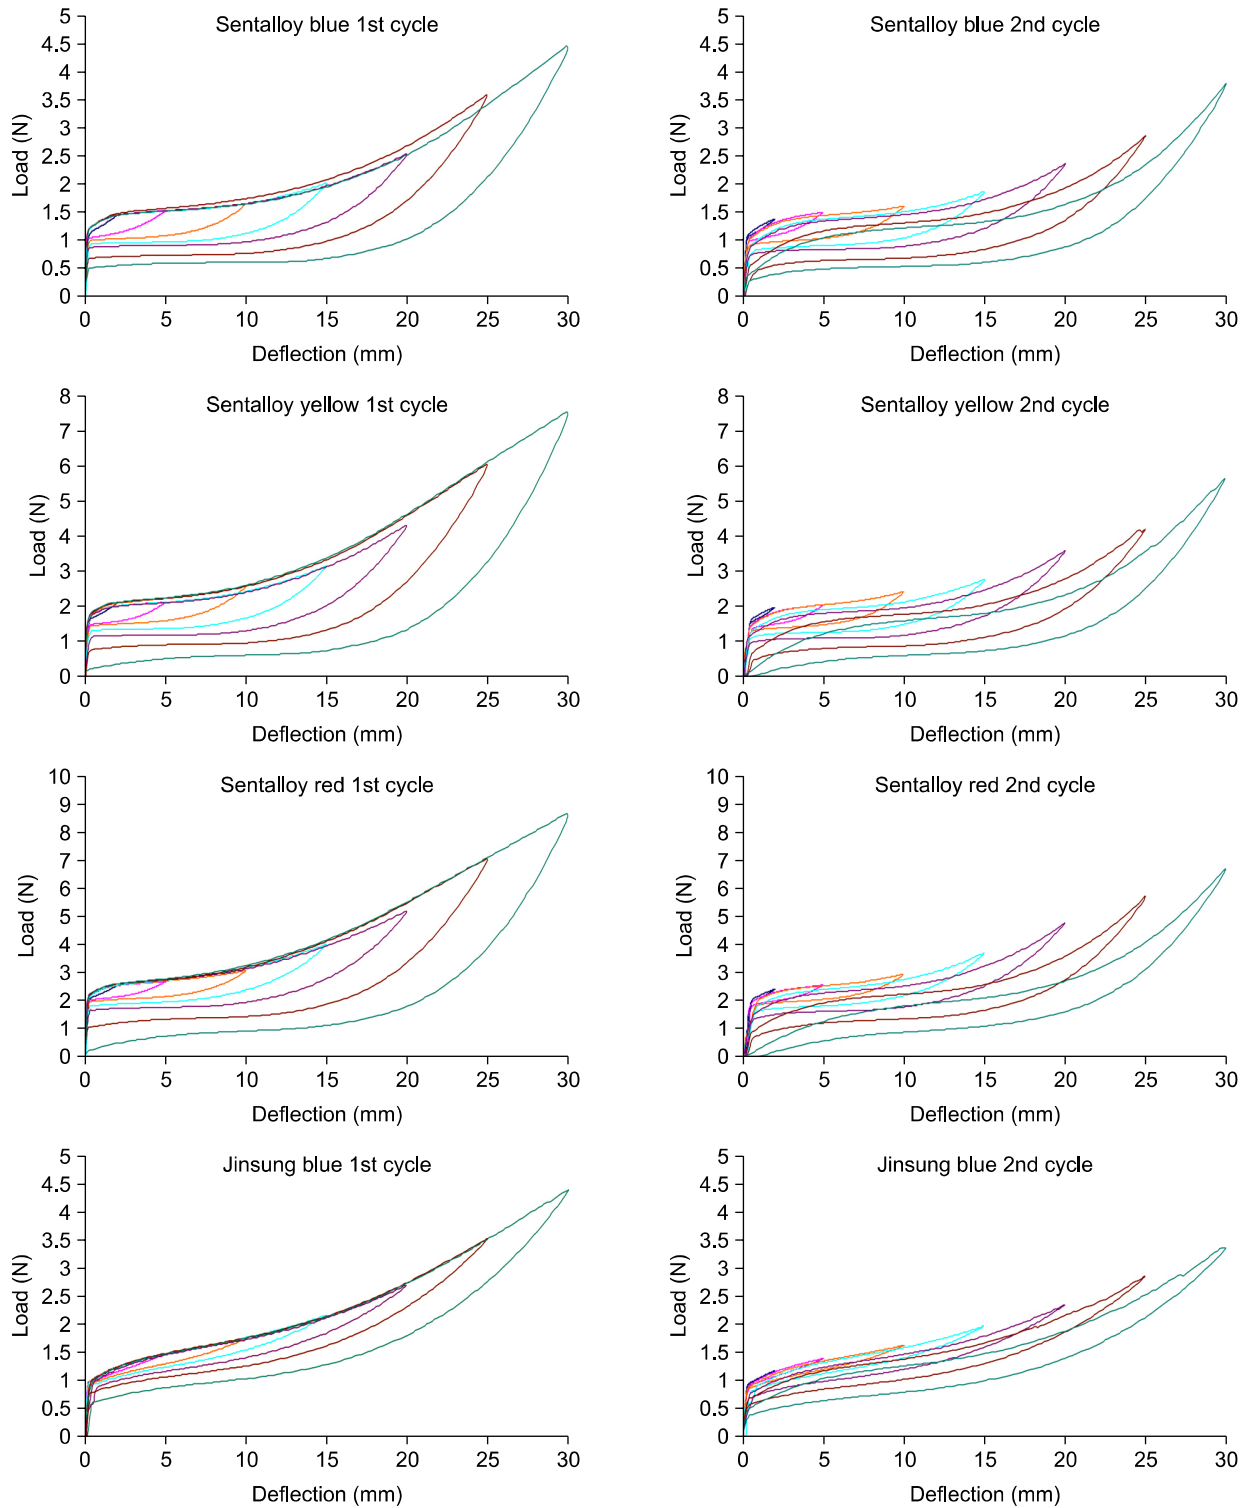 Sentalloy blue 1st cycle
Load (N)
5
4.5
4
3.5
3
2.5
2
1.5
1
0.5
0
0 5 10 15 20 25 30
Deflection (mm)
Sentalloy blue 2nd cycle
Load (N)
5
4.5
4
3.5
3
2.5
2
1.5
1
0.5
0
0 5 10 15 20 25 30
Deflection (mm)
Sentalloy yellow 1st cycle
Load (N)
8
7
6
5
4
3
2
1
0
0 5 10 15 20 25 30
Deflection (mm)
Sentalloy yellow 2nd cycle
Load (N)
8
7
6
5
4
3
2
1
0
0 5 10 15 20 25 30
Deflection (mm)
Sentalloy red 1st cycle
Load (N)
10
9
8
7
6
5
4
3
2
1
0
0 5 10 15 20 25 30
Deflection (mm)
Sentalloy red 2nd cycle
Load (N)
10
9
8
7
6
5
4
3
2
1
0
0 5 10 15 20 25 30
Deflection (mm)
Jinsung blue 1st cycle
Load (N)
5
4.5
4
3.5
3
2.5
2
1.5
1
0.5
0
0 5 10 15 20 25 30
Deflection (mm)
Jinsung blue 2nd cycle
Load (N)
5
4.5
4
3.5
3
2.5
2
1.5
1
0.5
0
0 5 10 15 20 25 30
Deflection (mm)